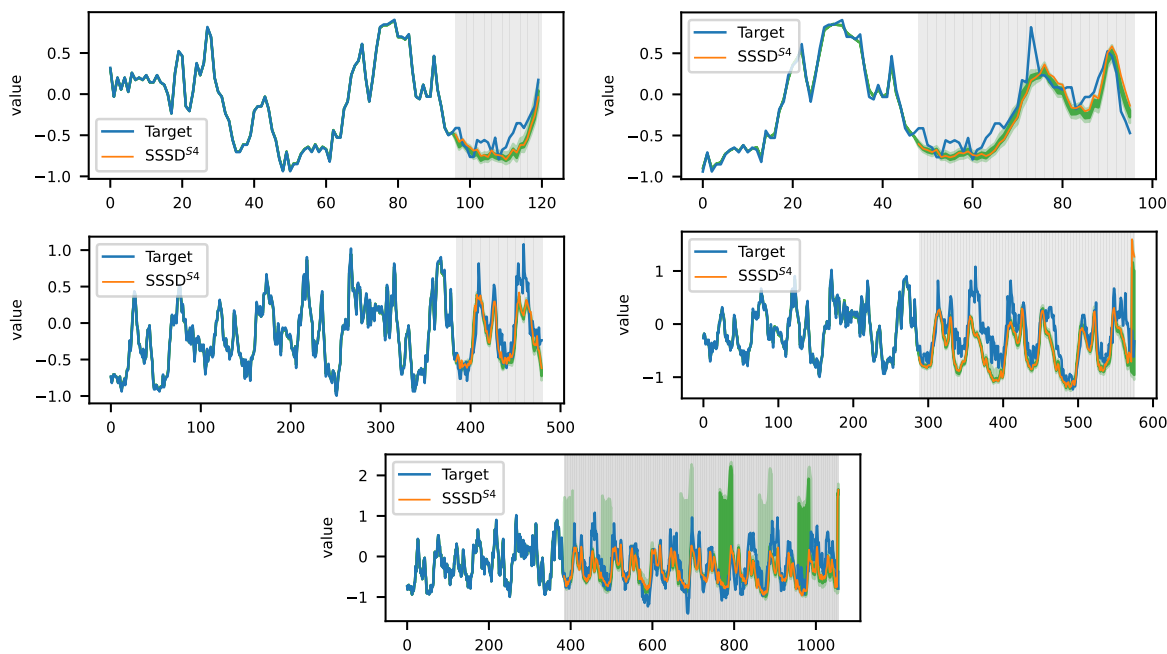 0.5
0.0
−0.5
−1.0
value
Target
SSSD^{S4}
0 20 40 60 80 100 120
0.5
0.0
−0.5
−1.0
value
Target
SSSD^{S4}
0 20 40 60 80 100
1.0
0.5
0.0
−0.5
−1.0
value
Target
SSSD^{S4}
0 100 200 300 400 500
1
0
−1
value
Target
SSSD^{S4}
0 100 200 300 400 500 600
2
1
0
−1
value
Target
SSSD^{S4}
0 200 400 600 800 1000